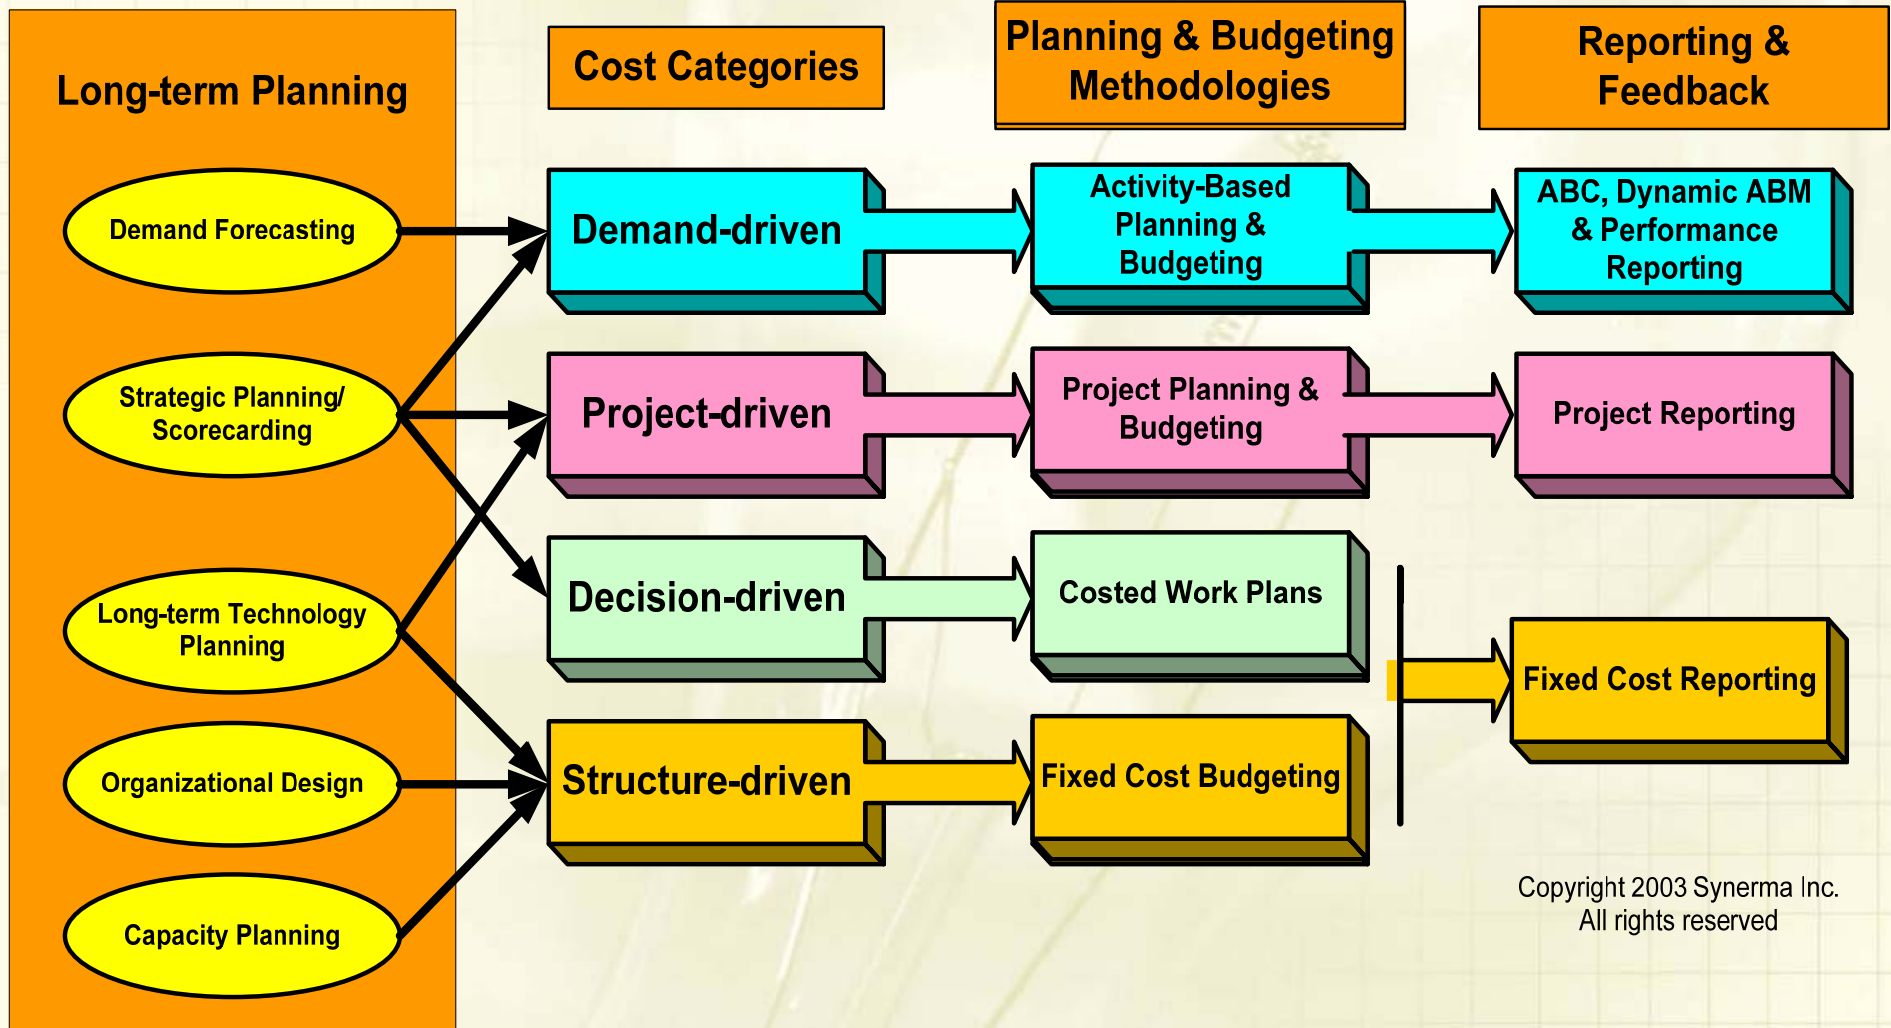 Long-term Planning
Cost Categories
Planning & Budgeting
Methodologies
Reporting &
Feedback
Demand Forecasting
Demand-driven
Activity-Based
Planning &
Budgeting
ABC, Dynamic ABM
& Performance
Reporting
Strategic Planning/
Scorecarding
Project-driven
Project Planning &
Budgeting
Project Reporting
Long-term Technology
Planning
Decision-driven
Costed Work Plans
Fixed Cost Reporting
Organizational Design
Structure-driven
Fixed Cost Budgeting
Capacity Planning
Copyright 2003 Synerma Inc.
All rights reserved